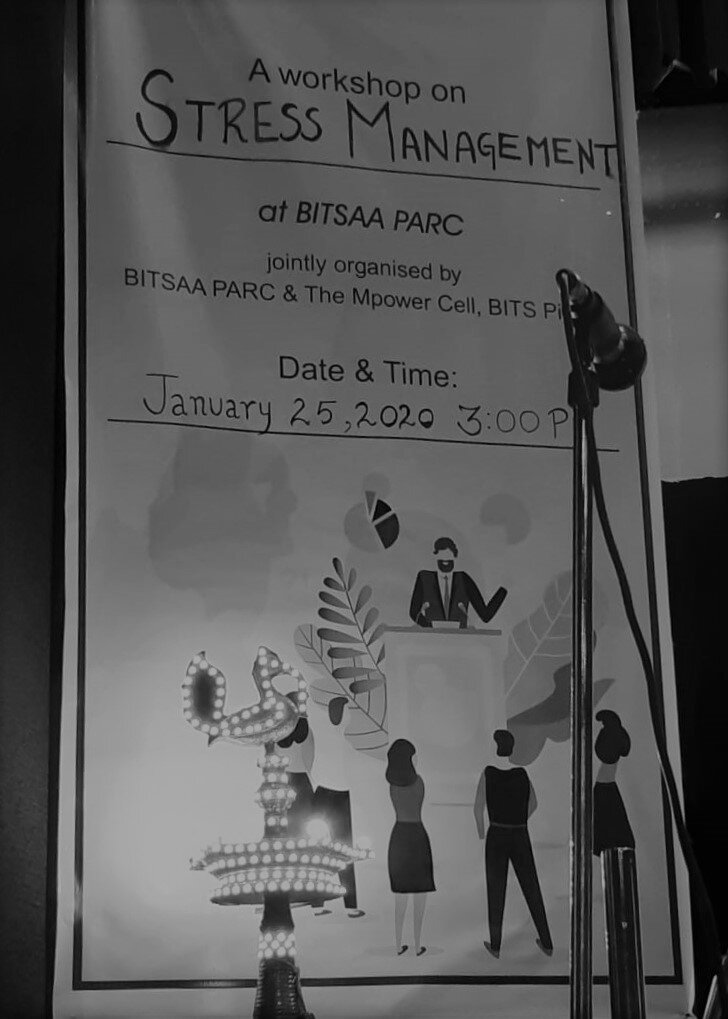 A workshop on
STRESS MANAGEMENT
at BITSAA PARC
jointly organised by
BITSAA PARC & The Mpower Cell, BITS
Date & Time:
January 25, 2020 3:00 P